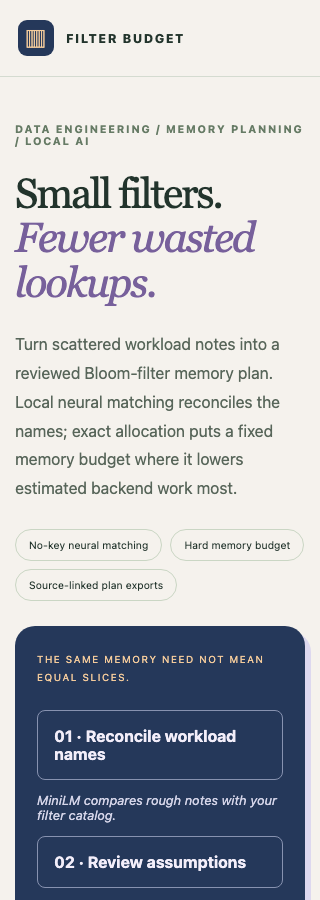 FILTER BUDGET
DATA ENGINEERING / MEMORY PLANNING
/ LOCAL AI
Small filters.
Fewer wasted
lookups.
Turn scattered workload notes into a
reviewed Bloom-filter memory plan.
Local neural matching reconciles the
names; exact allocation puts a fixed
memory budget where it lowers
estimated backend work most.
No-key neural matching
Hard memory budget
Source-linked plan exports
THE SAME MEMORY NEED NOT MEAN
EQUAL SLICES.
01 · Reconcile workload
names
MiniLM compares rough notes with your
filter catalog.
02 · Review assumptions